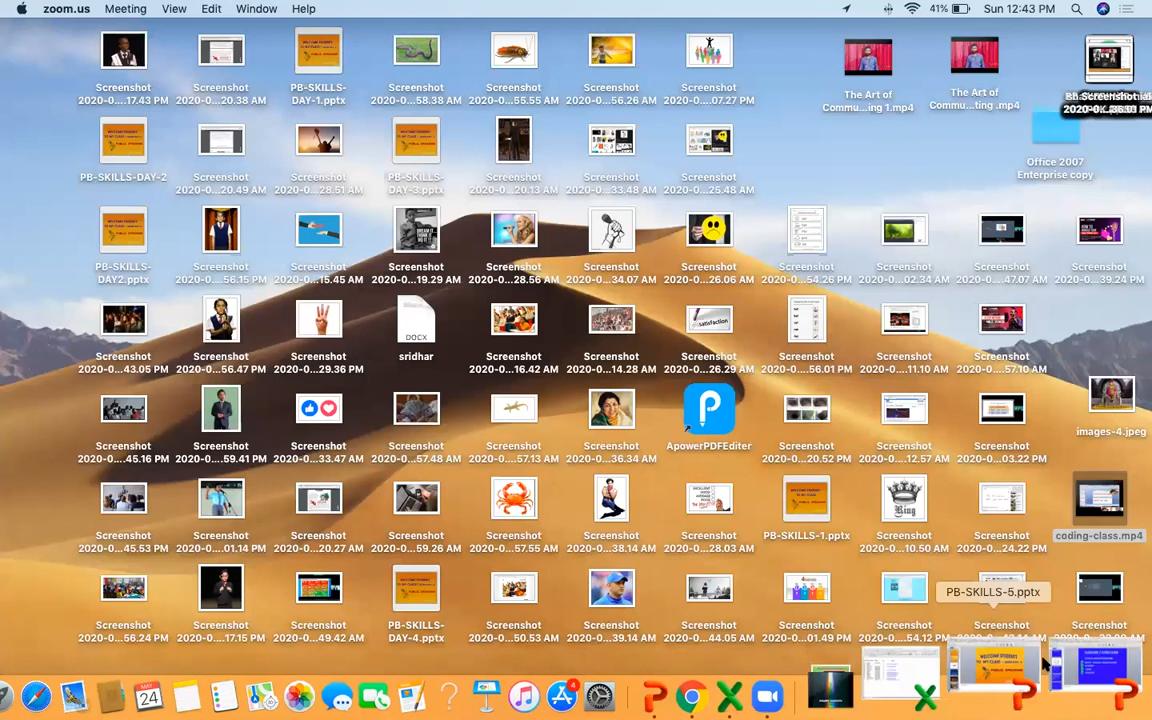 zoom.us Meeting View Edit Window Help 41% Sun 12:43 PM
Screenshot
2020-0....17.43 PM
Screenshot
2020-0...20.38 AM
PB-SKILLS-
DAY-1.pptx
Screenshot
2020-0...58.38 AM
Screenshot
2020-0...55.55 AM
Screenshot
2020-0...56.26 AM
Screenshot
2020-0....07.27 PM
The Art of
Commu...ing 1.mp4
The Art of
Commu...ting .mp4
PB-SKILLS-DAY-2
Screenshot
2020-0...20.49 AM
Screenshot
2020-0...28.51 AM
PB-SKILLS-
DAY-3.pptx
Screenshot
2020-0...20.13 AM
Screenshot
2020-0...33.48 AM
Screenshot
2020-0...25.48 AM
Office 2007
Enterprise copy
PB-SKILLS-
DAY2.pptx
Screenshot
2020-0...56.15 PM
Screenshot
2020-0...15.45 AM
Screenshot
2020-0...19.29 AM
Screenshot
2020-0...28.56 AM
Screenshot
2020-0...34.07 AM
Screenshot
2020-0...26.06 AM
Screenshot
2020-0...54.26 PM
Screenshot
2020-0...02.34 AM
Screenshot
2020-0...47.07 AM
Screenshot
2020-0...39.24 PM
Screenshot
2020-0...43.05 PM
Screenshot
2020-0...56.47 PM
Screenshot
2020-0...29.36 PM
DOCX
sridhar
Screenshot
2020-0...16.42 AM
Screenshot
2020-0...14.28 AM
satisfaction
Screenshot
2020-0...26.29 AM
Screenshot
2020-0...56.01 PM
Screenshot
2020-0....11.10 AM
Screenshot
2020-0...57.10 AM
Screenshot
2020-0....45.16 PM
Screenshot
2020-0...59.41 PM
Screenshot
2020-0...33.47 AM
Screenshot
2020-0...57.48 AM
Screenshot
2020-0...57.13 AM
Screenshot
2020-0...36.34 AM
ApowerPDFEditer
Screenshot
2020-0...20.52 PM
Screenshot
2020-0...12.57 AM
Screenshot
2020-0...03.22 PM
images-4.jpeg
Screenshot
2020-0...45.53 PM
Screenshot
2020-0....01.14 PM
Screenshot
2020-0...20.27 AM
Screenshot
2020-0...59.26 AM
Screenshot
2020-0...57.55 AM
Screenshot
2020-0...38.14 AM
Screenshot
2020-0...28.03 AM
PB-SKILLS-1.pptx
King
Screenshot
2020-0...10.50 AM
Screenshot
2020-0...24.22 PM
coding-class.mp4
Screenshot
2020-0...56.24 PM
Screenshot
2020-0....17.15 PM
Screenshot
2020-0...49.42 AM
PB-SKILLS-
DAY-4.pptx
Screenshot
2020-0...50.53 AM
Screenshot
2020-0...39.14 AM
Screenshot
2020-0...44.05 AM
Screenshot
2020-0...01.49 PM
Screenshot
2020-0...54.12 PM
PB-SKILLS-5.pptx
Screenshot
Screenshot
MAY
24
4
WELCOME STUDENTS